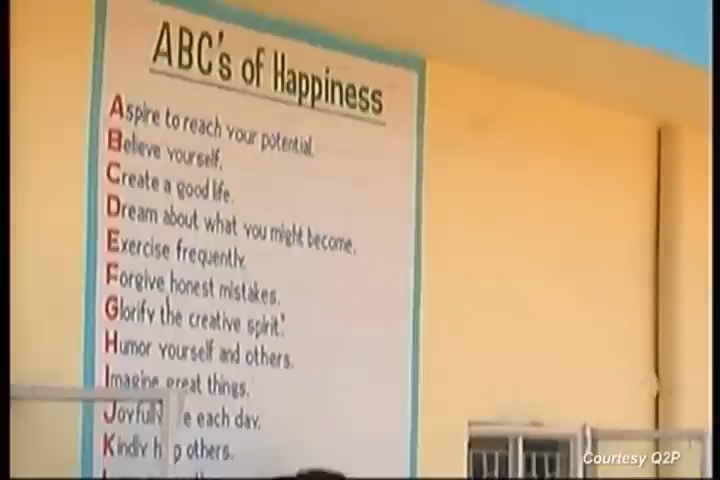 ABC's of Happiness
Aspire to reach your potential.
Believe yourself.
Create a good life.
Dream about what you might become.
Exercise frequently.
Forgive honest mistakes.
Glorify the creative spirit.'
Humor yourself and others.
Imagine great things.
Joyfully e each day.
Kindly h p others.
Courtesy Q2P